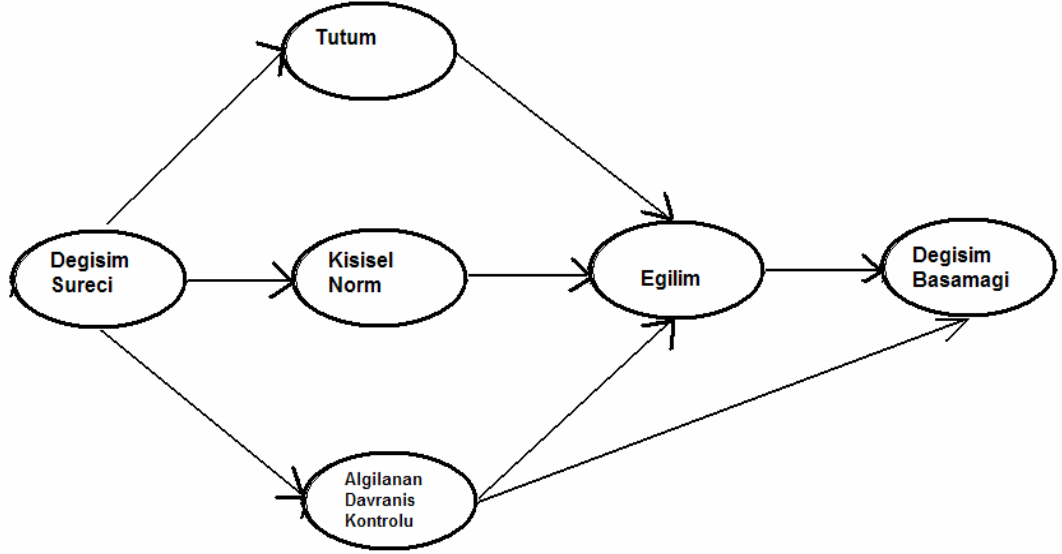 Tutum
Degisim
Sureci
Kisisel
Norm
Egilim
Degisim
Basamagi
Algilanan
Davranis
Kontrolu